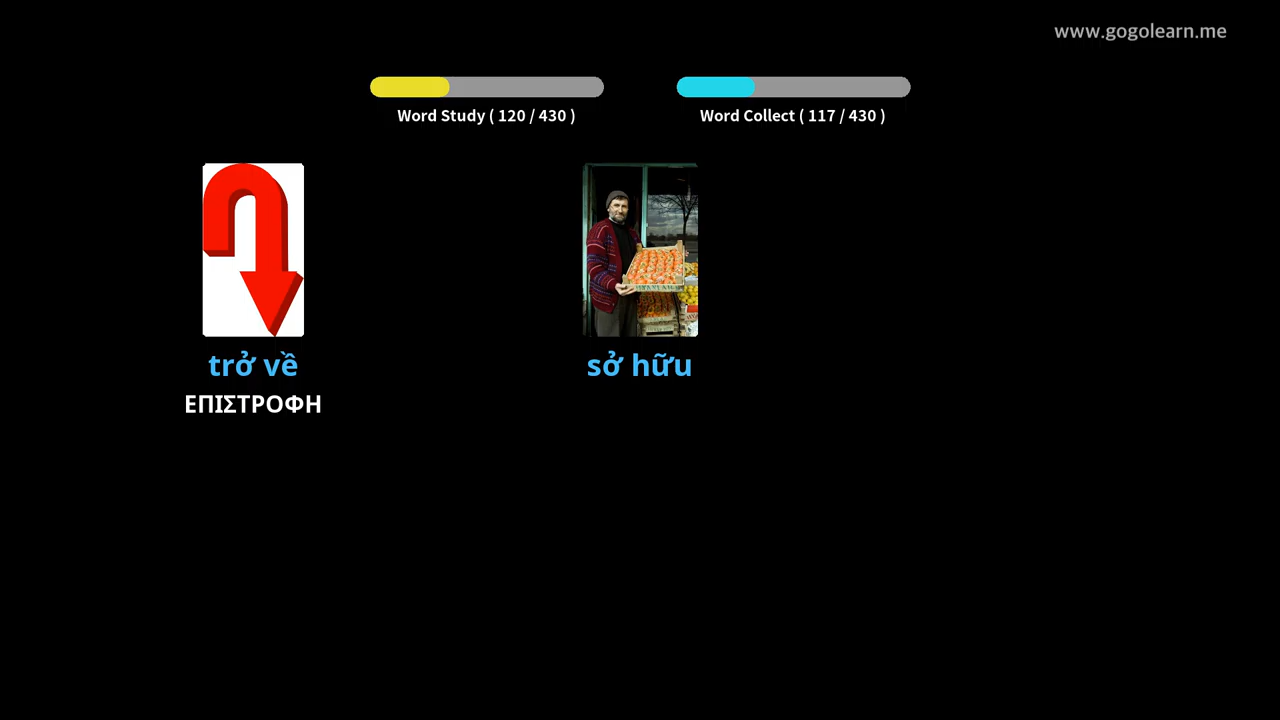 www.gogolearn.me
Word Study ( 120 / 430 )
Word Collect ( 117 / 430 )
trở về
sở hữu
ΕΠΙΣΤΡΟΦΗ